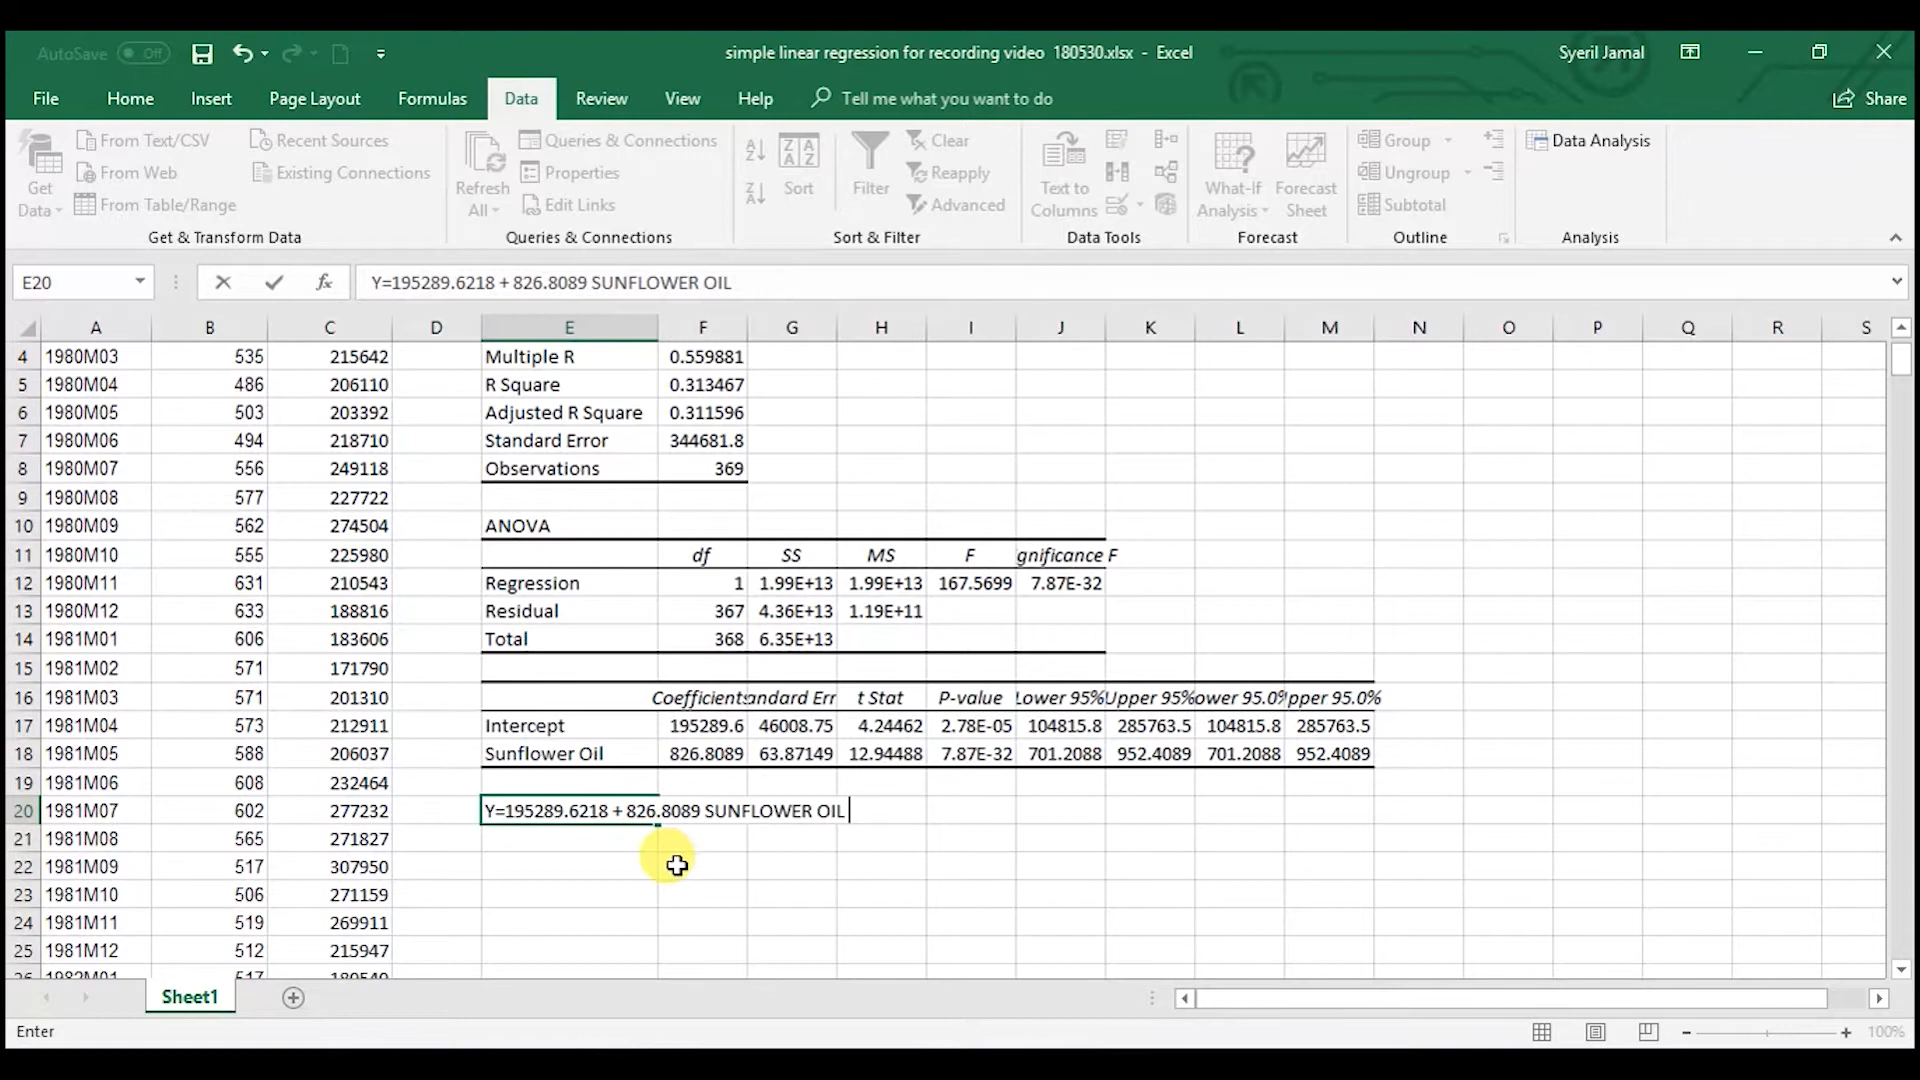 AutoSave Off
simple linear regression for recording video 180530.xlsx - Excel
Syeril Jamal
File Home Insert Page Layout Formulas Data Review View Help Tell me what you want to do Share
Get Data
From Text/CSV
From Web
From Table/Range
Recent Sources
Existing Connections
Get & Transform Data
Refresh All
Queries & Connections
Properties
Edit Links
Queries & Connections
Sort
Filter
Clear
Reapply
Advanced
Sort & Filter
Text to Columns
Data Tools
What-If Analysis
Forecast Sheet
Forecast
Group
Ungroup
Subtotal
Outline
Data Analysis
Analysis
E20 fx Y=195289.6218 + 826.8089 SUNFLOWER OIL
A B C D E F G H I J K L M N O P Q R S
4 1980M03 535 215642 Multiple R 0.559881
5 1980M04 486 206110 R Square 0.313467
6 1980M05 503 203392 Adjusted R Square 0.311596
7 1980M06 494 218710 Standard Error 344681.8
8 1980M07 556 249118 Observations 369
9 1980M08 577 227722
10 1980M09 562 274504 ANOVA
11 1980M10 555 225980 df SS MS F gnificance F
12 1980M11 631 210543 Regression 1 1.99E+13 1.99E+13 167.5699 7.87E-32
13 1980M12 633 188816 Residual 367 4.36E+13 1.19E+11
14 1981M01 606 183606 Total 368 6.35E+13
15 1981M02 571 171790
16 1981M03 571 201310 Coefficients andard Err t Stat P-value Lower 95% Upper 95% ower 95.0% pper 95.0%
17 1981M04 573 212911 Intercept 195289.6 46008.75 4.24462 2.78E-05 104815.8 285763.5 104815.8 285763.5
18 1981M05 588 206037 Sunflower Oil 826.8089 63.87149 12.94488 7.87E-32 701.2088 952.4089 701.2088 952.4089
19 1981M06 608 232464
20 1981M07 602 277232 Y=195289.6218 + 826.8089 SUNFLOWER OIL
21 1981M08 565 271827
22 1981M09 517 307950
23 1981M10 506 271159
24 1981M11 519 269911
25 1981M12 512 215947
26 1982M01 517 180540
Sheet1
Enter
100%